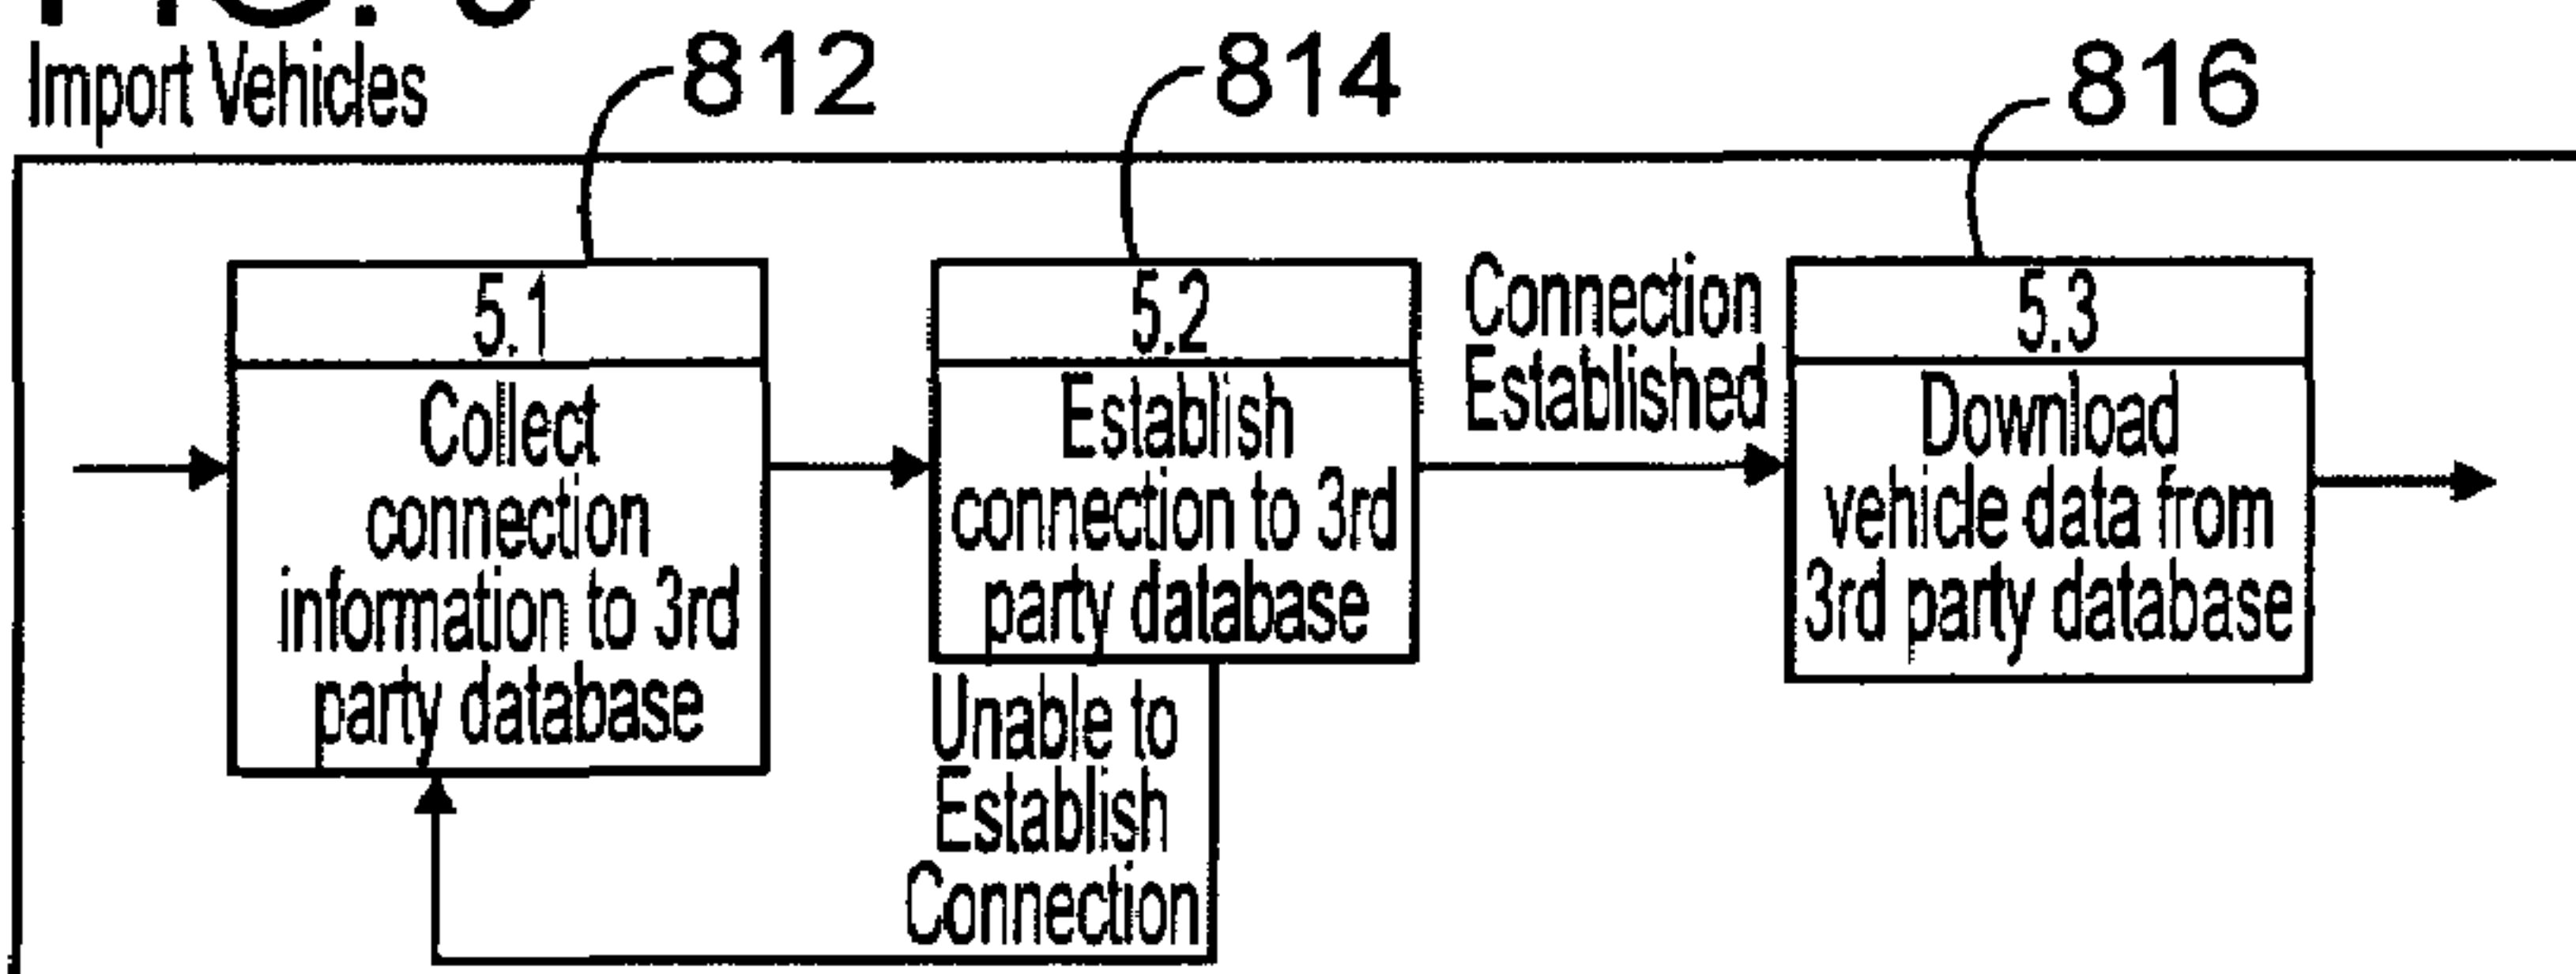 Import Vehicles
812
814
816
5.1
Collect
connection
information to 3rd
party database
5.2
Establish
connection to 3rd
party database
Connection
Established
5.3
Download
vehicle data from
3rd party database
Unable to
Establish
Connection